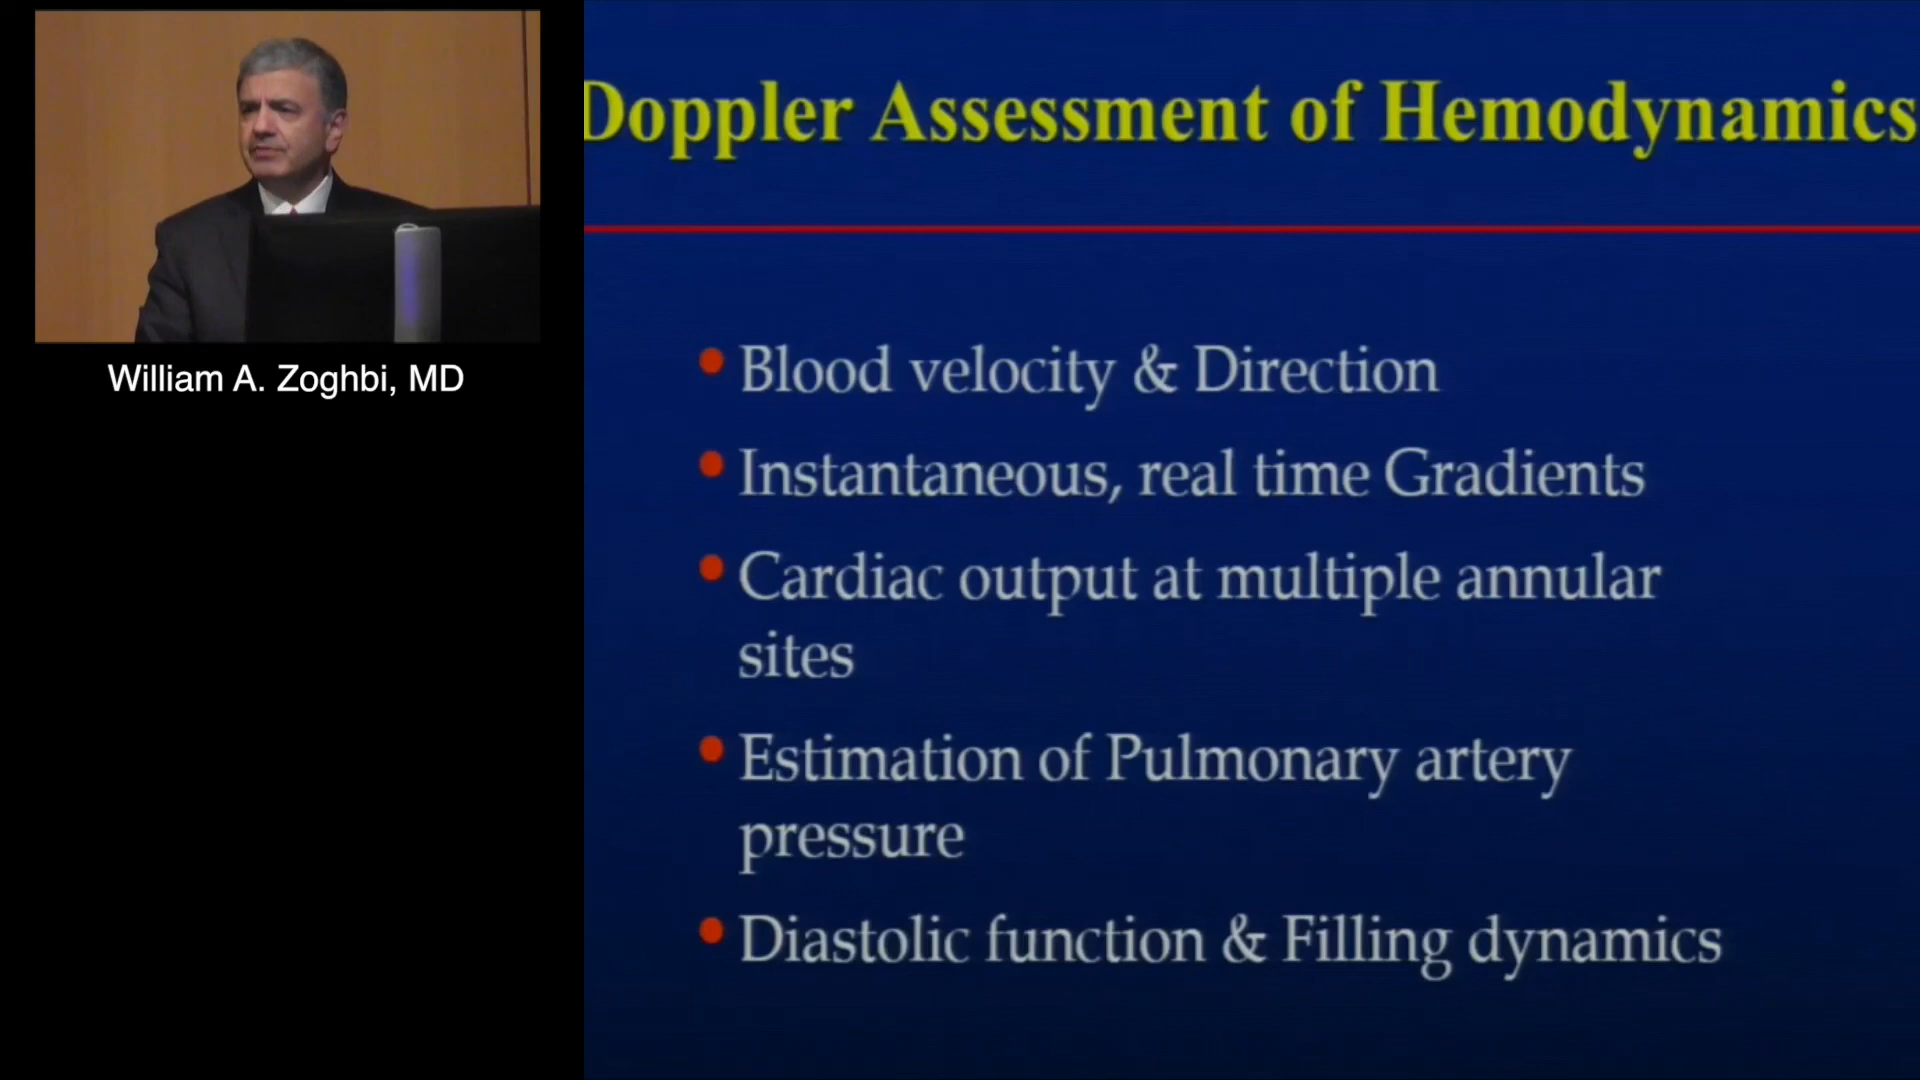 William A. Zoghbi, MD
Doppler Assessment of Hemodynamics
• Blood velocity & Direction
• Instantaneous, real time Gradients
• Cardiac output at multiple annular
sites
• Estimation of Pulmonary artery
pressure
• Diastolic function & Filling dynamics